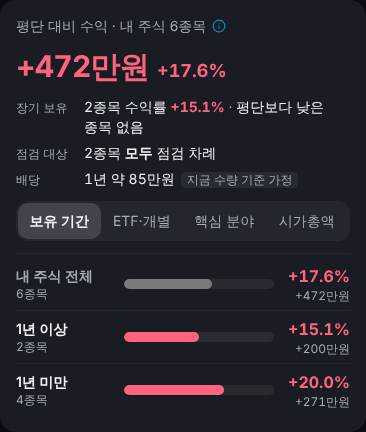 평단 대비 수익 · 내 주식 6종목
+472만원 +17.6%
장기 보유 2종목 수익률 +15.1% · 평단보다 낮은
종목 없음
점검 대상 2종목 모두 점검 차례
배당 1년 약 85만원 지금 수량 기준 가정
보유 기간 ETF·개별 핵심 분야 시가총액
내 주식 전체 +17.6%
6종목 +472만원
1년 이상 +15.1%
2종목 +200만원
1년 미만 +20.0%
4종목 +271만원